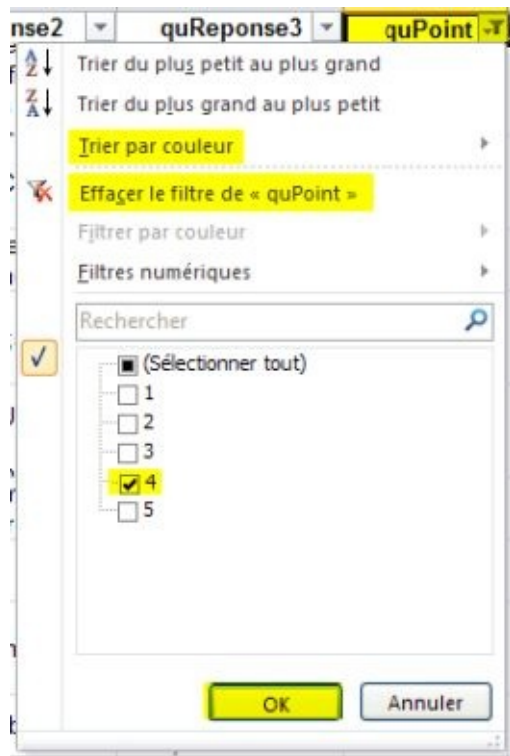 nse2 quReponse3 quPoint
Trier du plus petit au plus grand
Trier du plus grand au plus petit
Trier par couleur
Effacer le filtre de « quPoint »
Filtrer par couleur
Filtres numériques
Rechercher
(Sélectionner tout)
1
2
3
4
5
OK Annuler